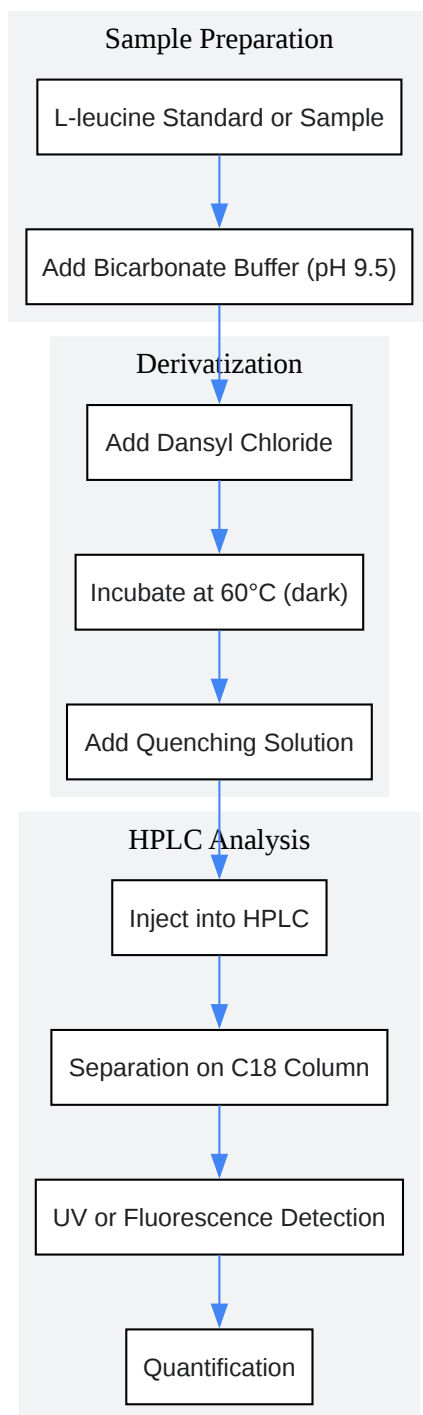 Sample Preparation
L-leucine Standard or Sample
Add Bicarbonate Buffer (pH 9.5)
Derivatization
Add Dansyl Chloride
Incubate at 60°C (dark)
Add Quenching Solution
HPLC Analysis
Inject into HPLC
Separation on C18 Column
UV or Fluorescence Detection
Quantification